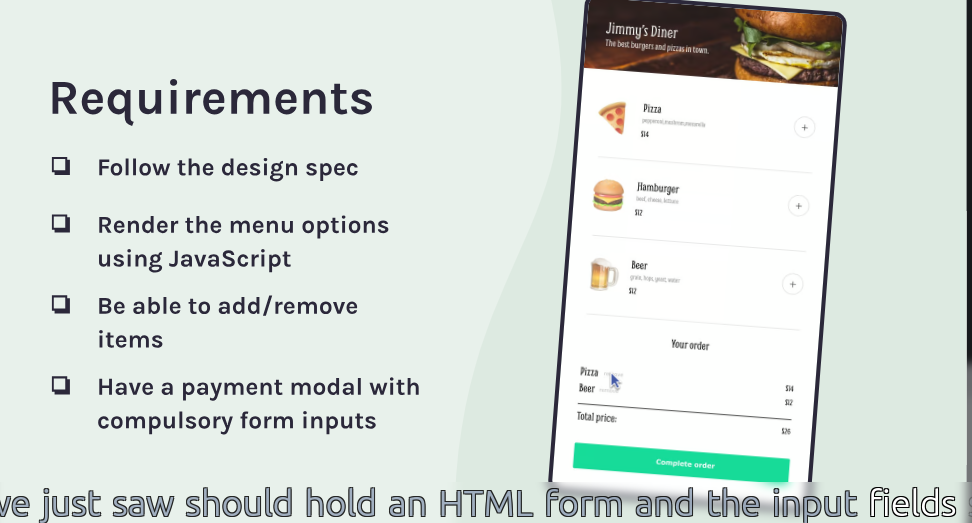 Requirements
Follow the design spec
Render the menu options
using JavaScript
Be able to add/remove
items
Have a payment modal with
compulsory form inputs
Jimmy's Diner
The best burgers and pizzas in town.
Pizza
pepperoni,mushrom,mozarella
$14
Hamburger
beef, cheese, lettuce
$12
Beer
grain, hops, yeast, water
$12
Your order
Pizza
$14
Beer
$12
Total price:
$26
Complete order
we just saw should hold an HTML form and the input fields